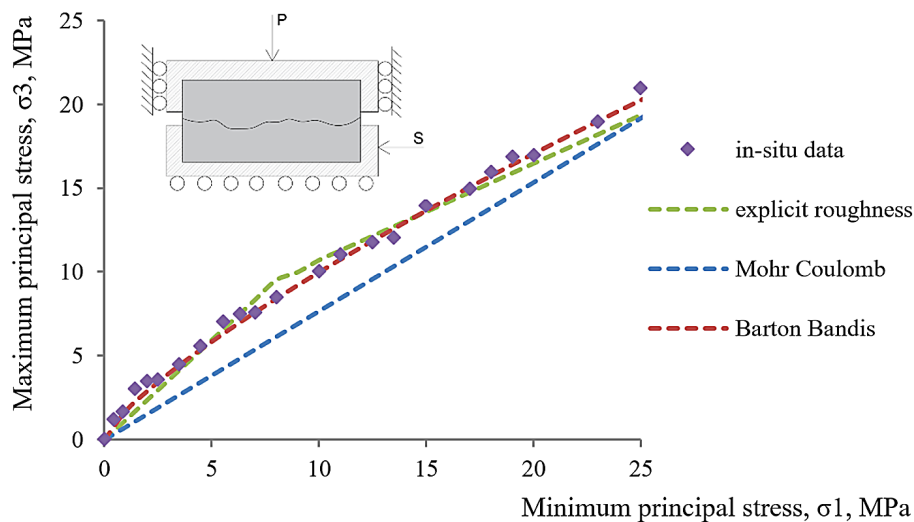 Maximum principal stress, σ3, MPa
25
20
15
10
5
0
P
S
in-situ data
explicit roughness
Mohr Coulomb
Barton Bandis
0 5 10 15 20 25
Minimum principal stress, σ1, MPa